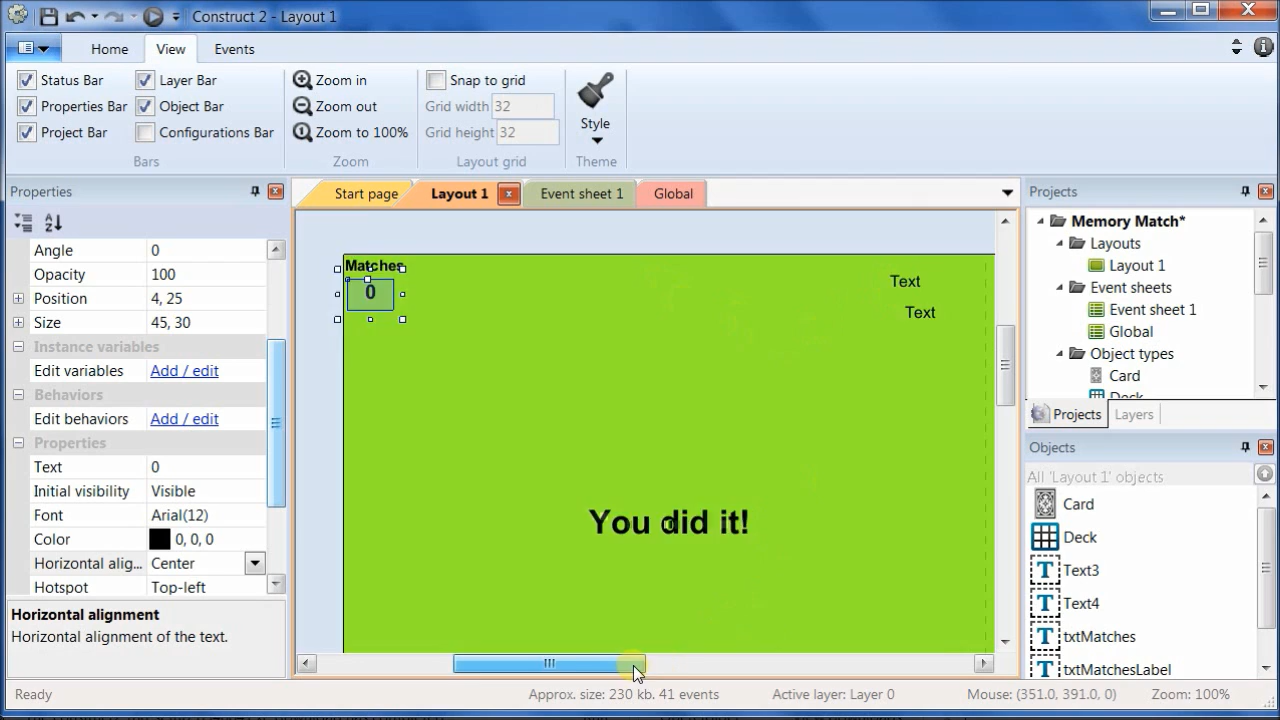 Construct 2 - Layout 1
Home View Events
Status Bar Layer Bar Zoom in Snap to grid
Properties Bar Object Bar Zoom out Grid width 32 Style
Project Bar Configurations Bar Zoom to 100% Grid height 32
Bars Zoom Layout grid Theme
Properties
Start page Layout 1 Event sheet 1 Global
Projects
Angle 0
Opacity 100
Position 4, 25
Size 45, 30
Instance variables
Edit variables Add / edit
Behaviors
Edit behaviors Add / edit
Properties
Text 0
Initial visibility Visible
Font Arial(12)
Color 0, 0, 0
Horizontal alig... Center
Hotspot Top-left
Horizontal alignment
Horizontal alignment of the text.
Matches
0
Text
Text
You did it!
Memory Match*
Layouts
Layout 1
Event sheets
Event sheet 1
Global
Object types
Card
Deck
Projects Layers
Objects
All 'Layout 1' objects
Card
Deck
Text3
Text4
txtMatches
txtMatchesLabel
Ready Approx. size: 230 kb. 41 events Active layer: Layer 0 Mouse: (351.0, 391.0, 0) Zoom: 100%